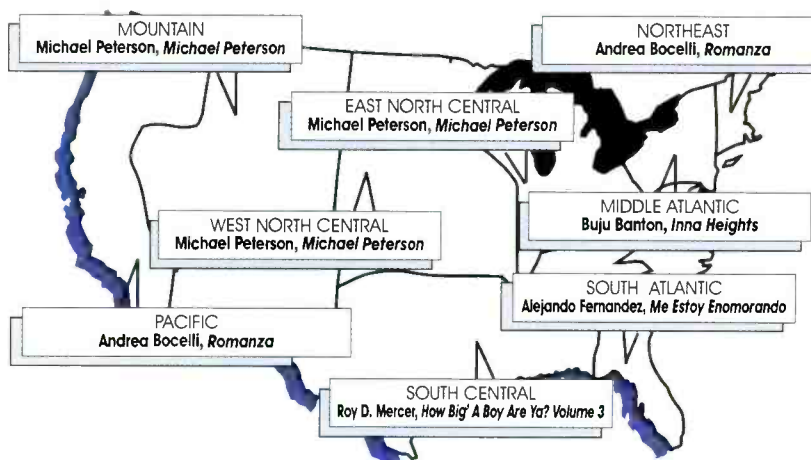 MOUNTAIN
Michael Peterson, Michael Peterson
NORTHEAST
Andrea Bocelli, Romanza
EAST NORTH CENTRAL
Michael Peterson, Michael Peterson
WEST NORTH CENTRAL
Michael Peterson, Michael Peterson
MIDDLE ATLANTIC
Buju Banton, Inna Heights
SOUTH ATLANTIC
Alejando Fernandez, Me Estoy Enomorando
PACIFIC
Andrea Bocelli, Romanza
SOUTH CENTRAL
Roy D. Mercer, How Big' A Boy Are Ya? Volume 3